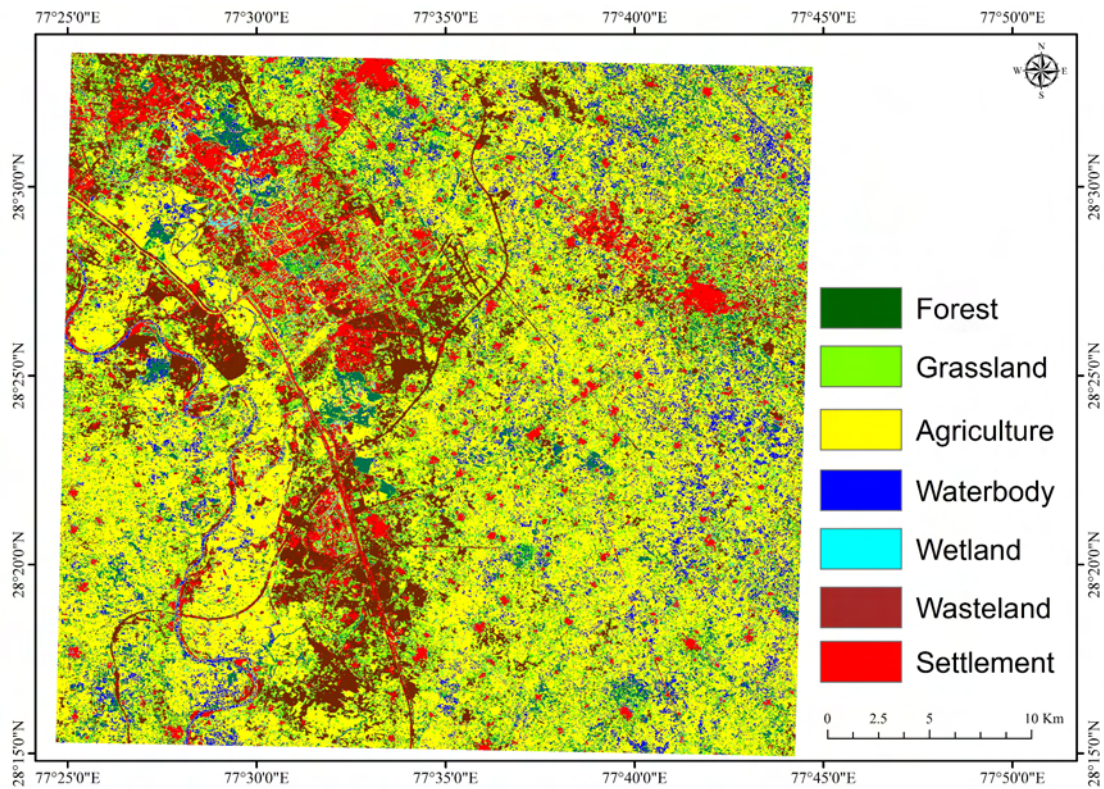 77°25'0"E 77°30'0"E 77°35'0"E 77°40'0"E 77°45'0"E 77°50'0"E
N
W E
S
28°30'0"N 28°30'0"N
28°25'0"N 28°25'0"N
28°20'0"N 28°20'0"N
28°15'0"N 28°15'0"N
Forest
Grassland
Agriculture
Waterbody
Wetland
Wasteland
Settlement
0 2.5 5 10 Km
77°25'0"E 77°30'0"E 77°35'0"E 77°40'0"E 77°45'0"E 77°50'0"E